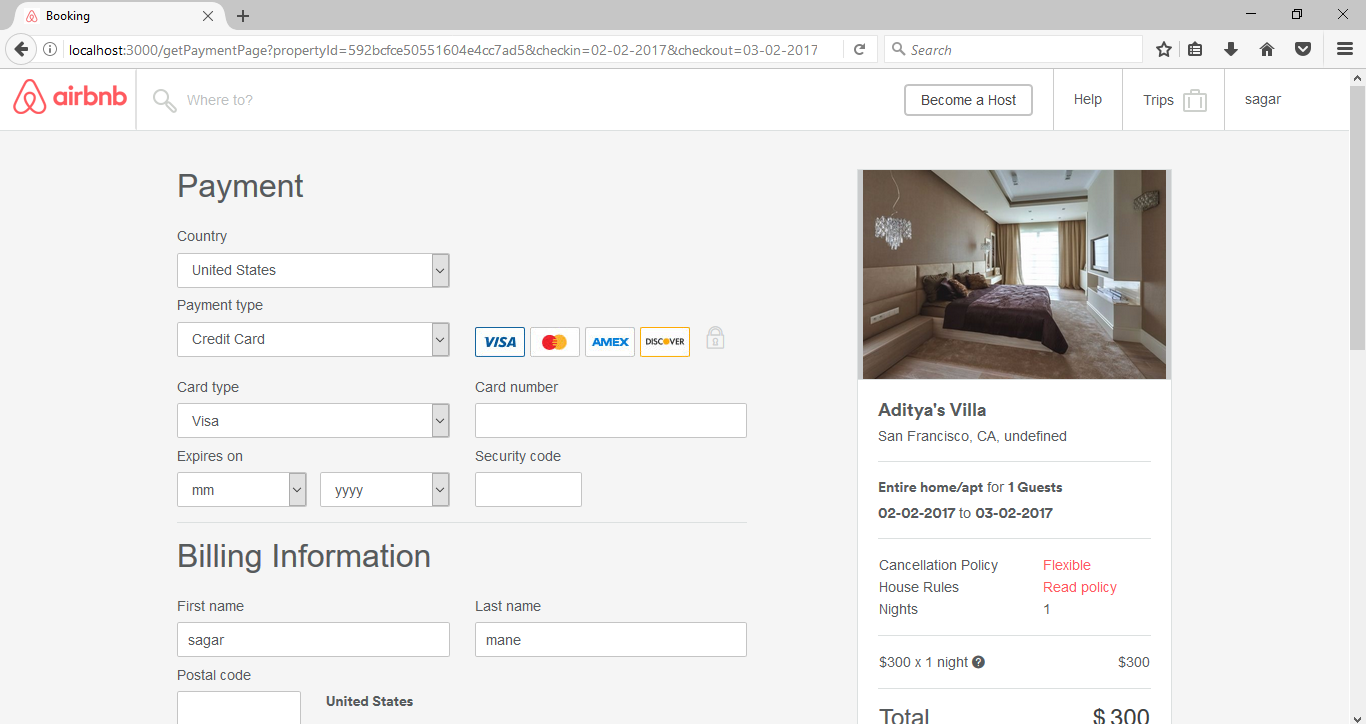 Booking
localhost:3000/getPaymentPage?propertyId=592bcfce50551604e4cc7ad5&checkin=02-02-2017&checkout=03-02-2017
Search
airbnb
Where to?
Become a Host
Help
Trips
sagar
Payment
Country
United States
Payment type
Credit Card
VISA
AMEX
DISCOVER
Card type
Card number
Visa
Expires on
Security code
mm
yyyy
Billing Information
First name
Last name
sagar
mane
Postal code
United States
Aditya's Villa
San Francisco, CA, undefined
Entire home/apt for 1 Guests
02-02-2017 to 03-02-2017
Cancellation Policy Flexible
House Rules Read policy
Nights 1
$300 x 1 night ? $300
Total $300